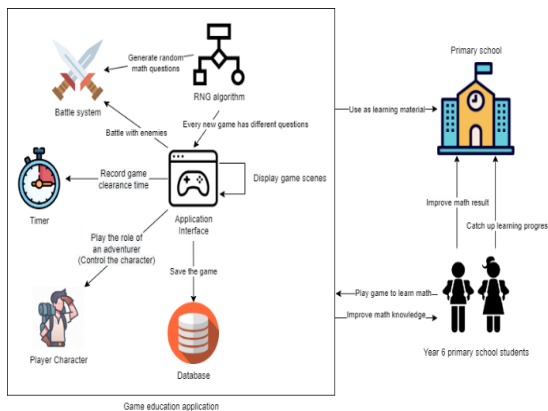 Generate random
math questions
RNG algorithm
Battle system
Battle with enemies
Every new game has different questions
Record game
clearance time
Display game scenes
Timer
Application
Interface
Play the role of
an adventurer
(Control the character)
Save the game
Player Character
Database
Game education application
Primary school
Use as learning material
Improve math result
Catch up learning progres
Play game to learn math
Improve math knowledge
Year 6 primary school students